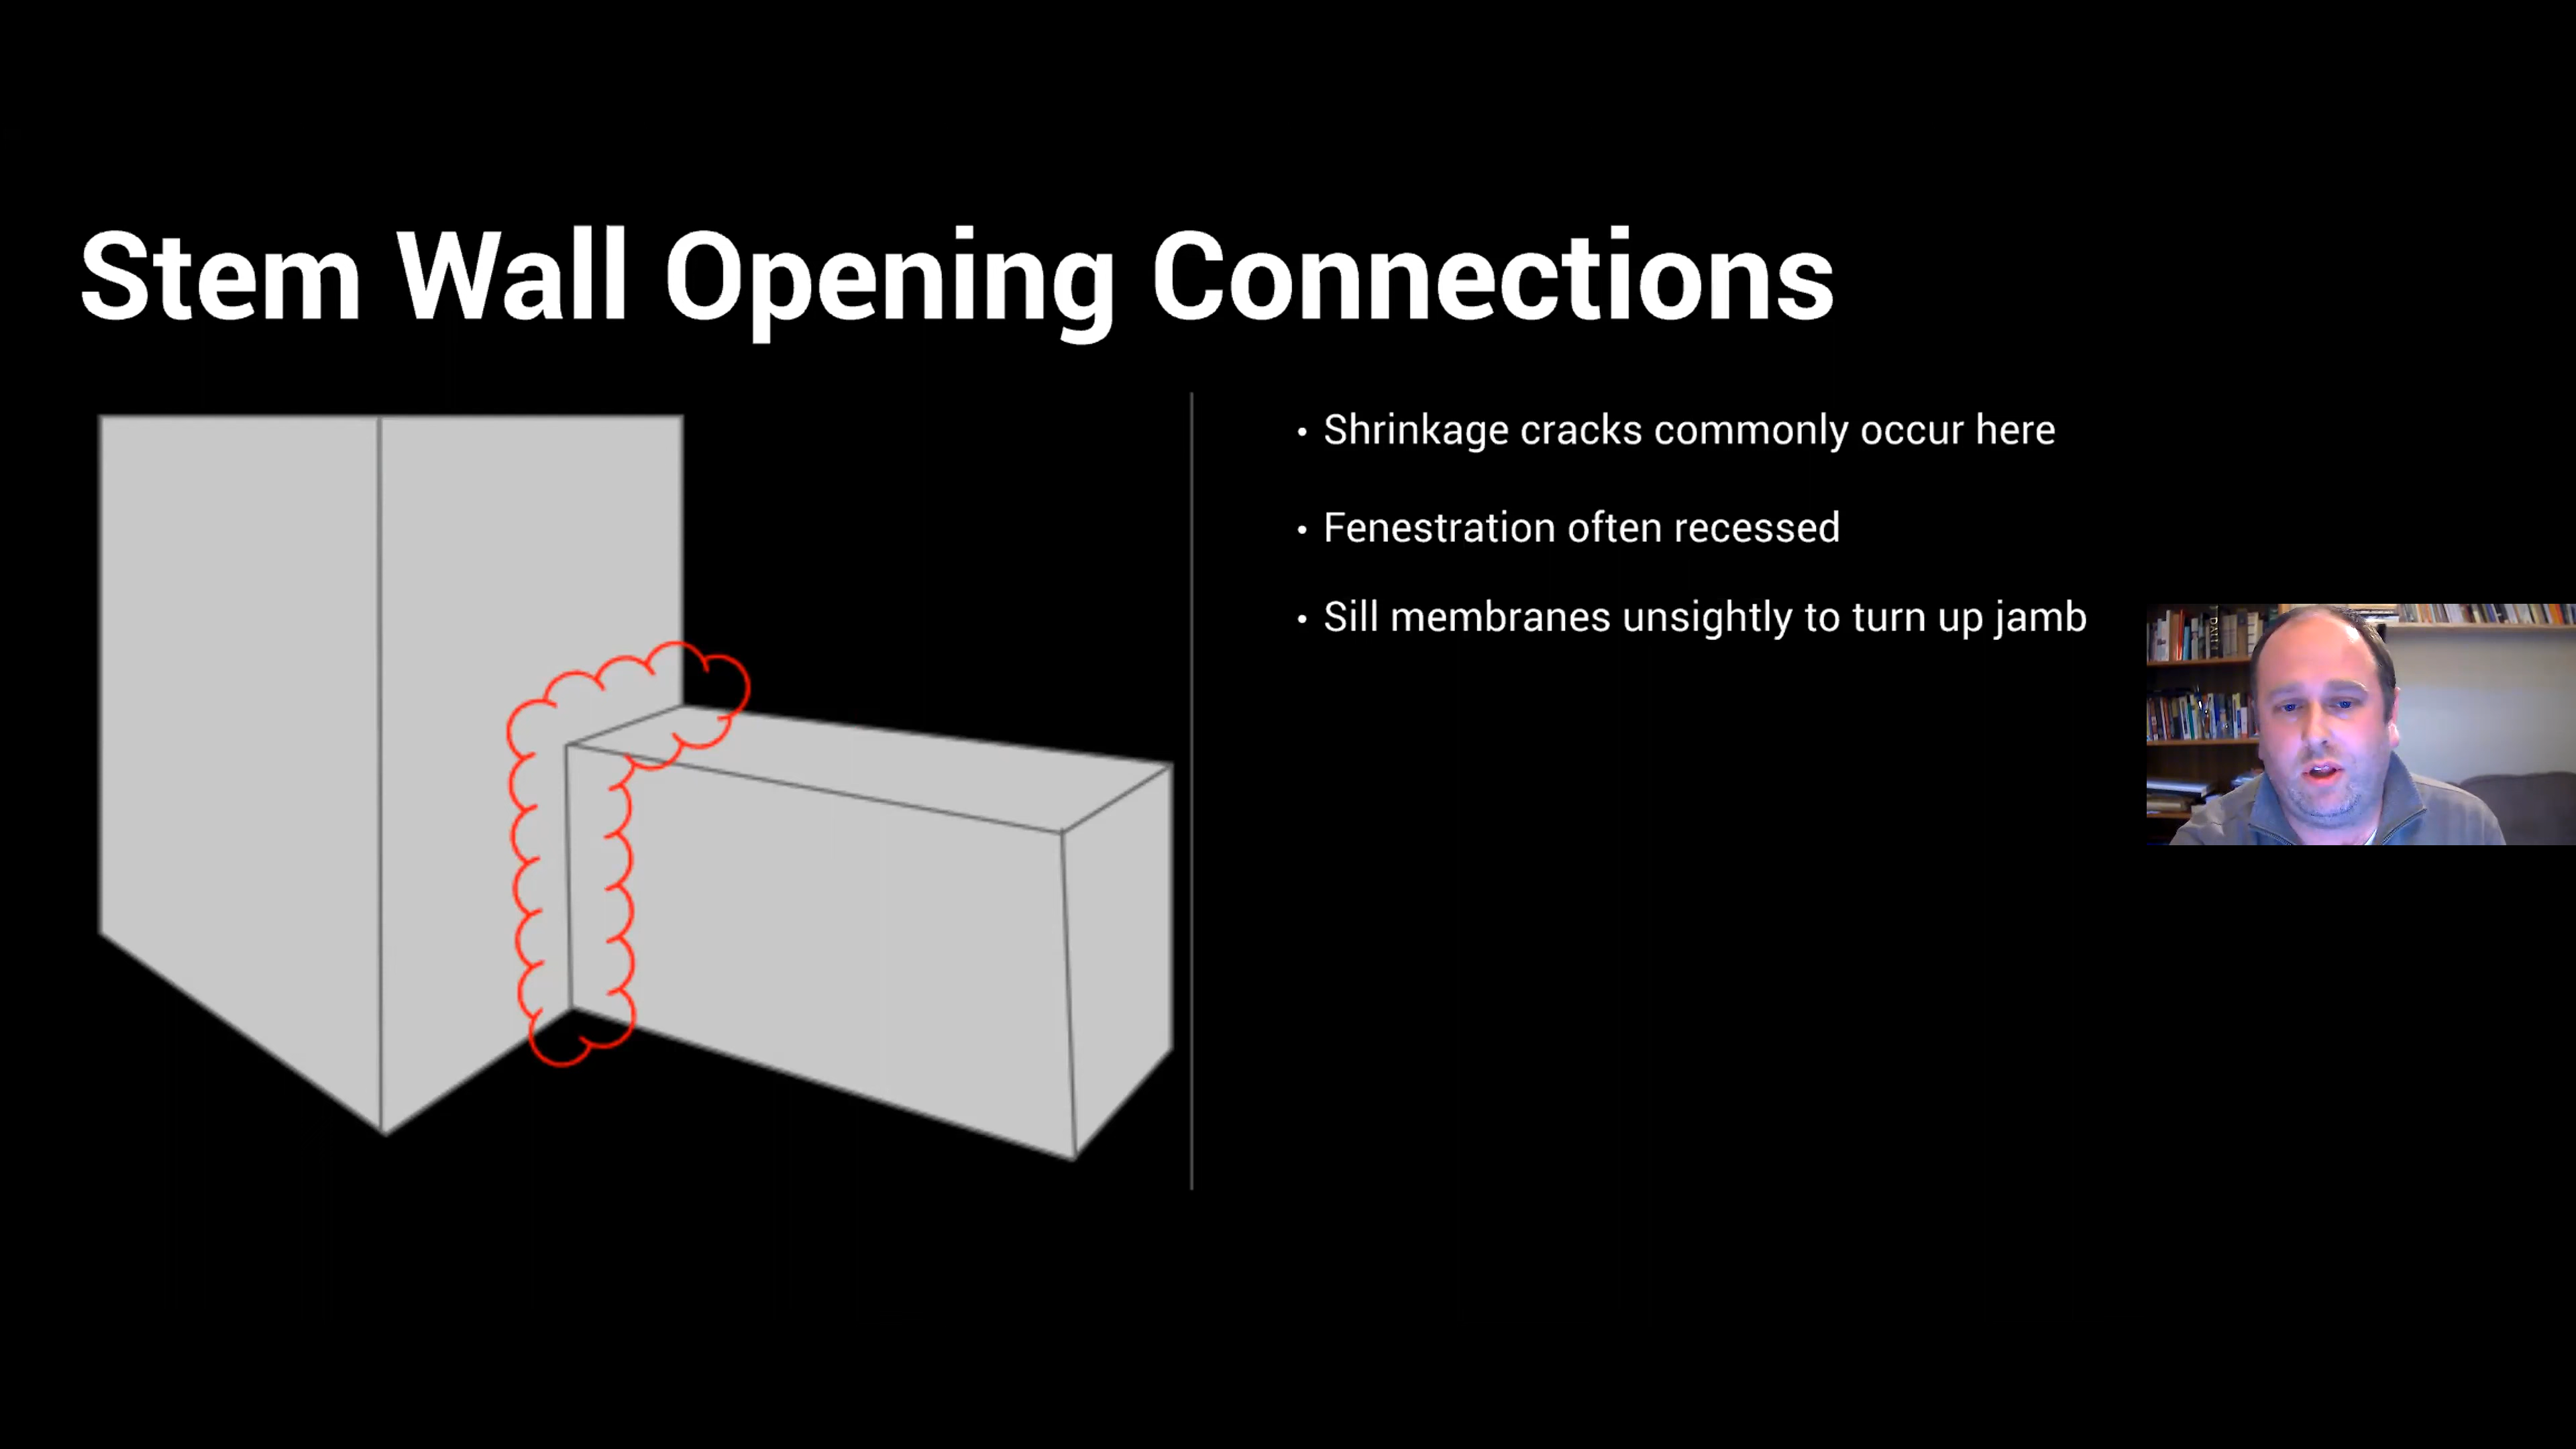 Stem Wall Opening Connections
• Shrinkage cracks commonly occur here
• Fenestration often recessed
• Sill membranes unsightly to turn up jamb